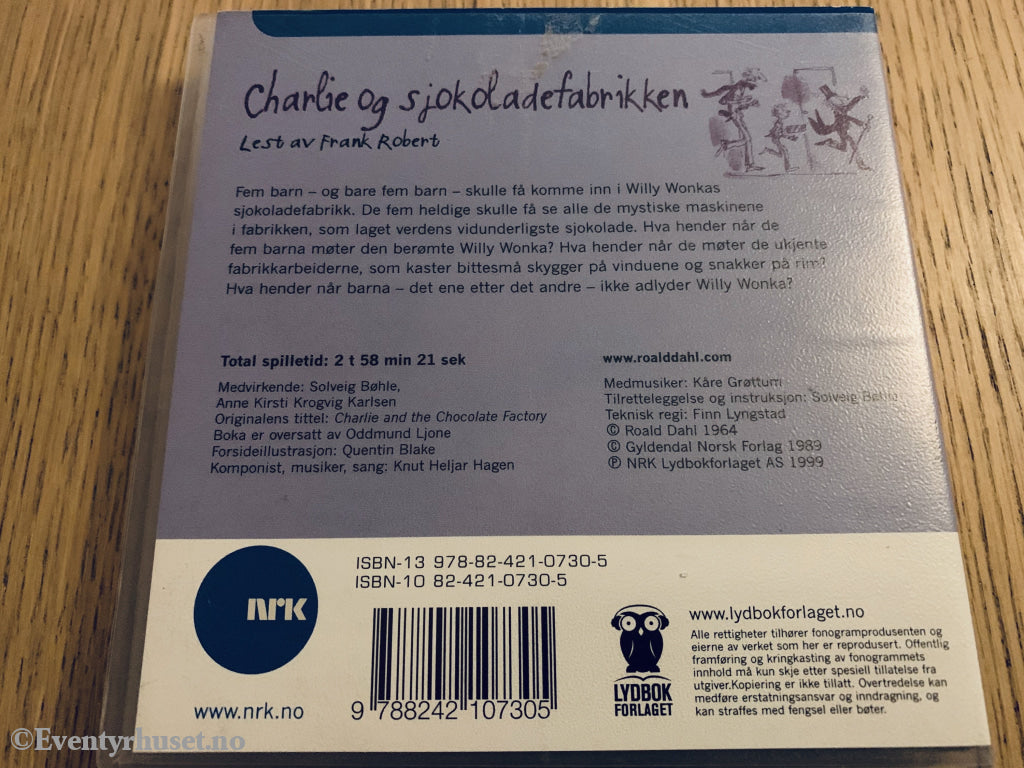 Charlie og sjokoladefabrikken
Lest av Frank Robert
Fem barn – og bare fem barn – skulle få komme inn i Willy Wonkas
sjokoladefabrikk. De fem heldige skulle få se alle de mystiske maskinene
i fabrikken, som laget verdens vidunderligste sjokolade. Hva hender når de
fem barna møter den berømte Willy Wonka? Hva hender når de møter de ukjente
fabrikkarbeiderne, som kaster bittesmå skygger på vinduene og snakker på rim?
Hva hender når barna – det ene etter det andre – ikke adlyder Willy Wonka?
Total spilletid: 2 t 58 min 21 sek
Medvirkende: Solveig Bøhle,
Anne Kirsti Krogvig Karlsen
Originalens tittel: Charlie and the Chocolate Factory
Boka er oversatt av Oddmund Ljone
Forsideillustrasjon: Quentin Blake
Komponist, musiker, sang: Knut Heljar Hagen
www.roalddahl.com
Medmusiker: Kåre Grøttum
Tilretteleggelse og instruksjon: Solveig Bøhle
Teknisk regi: Finn Lyngstad
© Roald Dahl 1964
© Gyldendal Norsk Forlag 1989
℗ NRK Lydbokforlaget AS 1999
ISBN-13 978-82-421-0730-5
ISBN-10 82-421-0730-5
nrk
www.nrk.no
9 788242 107305
LYDBOK
FORLAGET
www.lydbokforlaget.no
Alle rettigheter tilhører fonogramprodusenten og
eierne av verket som her er reprodusert. Offentlig
framføring og kringkasting av fonogrammets
innhold må kun skje etter spesiell tillatelse fra
utgiver.Kopiering er ikke tillatt. Overtredelse kan
medføre erstatningsansvar og inndragning, og
kan straffes med fengsel eller bøter.
©Eventyrhuset.no